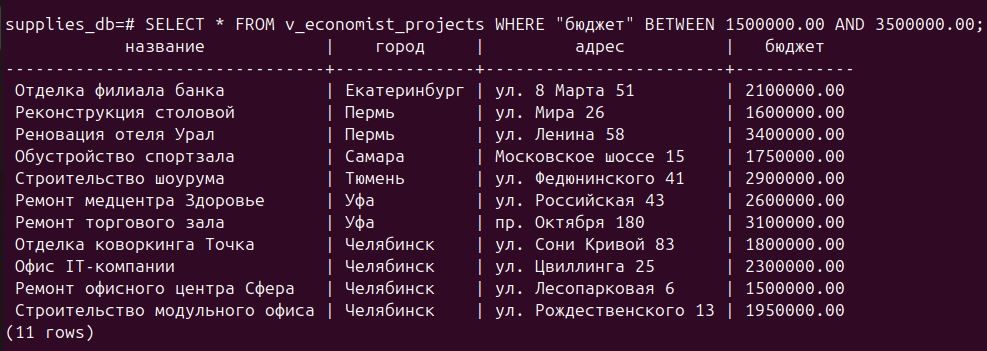 supplies_db=# SELECT * FROM v_economist_projects WHERE "бюджет" BETWEEN 1500000.00 AND 3500000.00;
название | город | адрес | бюджет
--------------------------------+--------------+------------------------+------------
Отделка филиала банка | Екатеринбург | ул. 8 Марта 51 | 2100000.00
Реконструкция столовой | Пермь | ул. Мира 26 | 1600000.00
Реновация отеля Урал | Пермь | ул. Ленина 58 | 3400000.00
Обустройство спортзала | Самара | Московское шоссе 15 | 1750000.00
Строительство шоурума | Тюмень | ул. Федюнинского 41 | 2900000.00
Ремонт медцентра Здоровье | Уфа | ул. Российская 43 | 2600000.00
Ремонт торгового зала | Уфа | пр. Октября 180 | 3100000.00
Отделка коворкинга Точка | Челябинск | ул. Сони Кривой 83 | 1800000.00
Офис IT-компании | Челябинск | ул. Цвиллинга 25 | 2300000.00
Ремонт офисного центра Сфера | Челябинск | ул. Лесопарковая 6 | 1500000.00
Строительство модульного офиса | Челябинск | ул. Рождественского 13 | 1950000.00
(11 rows)